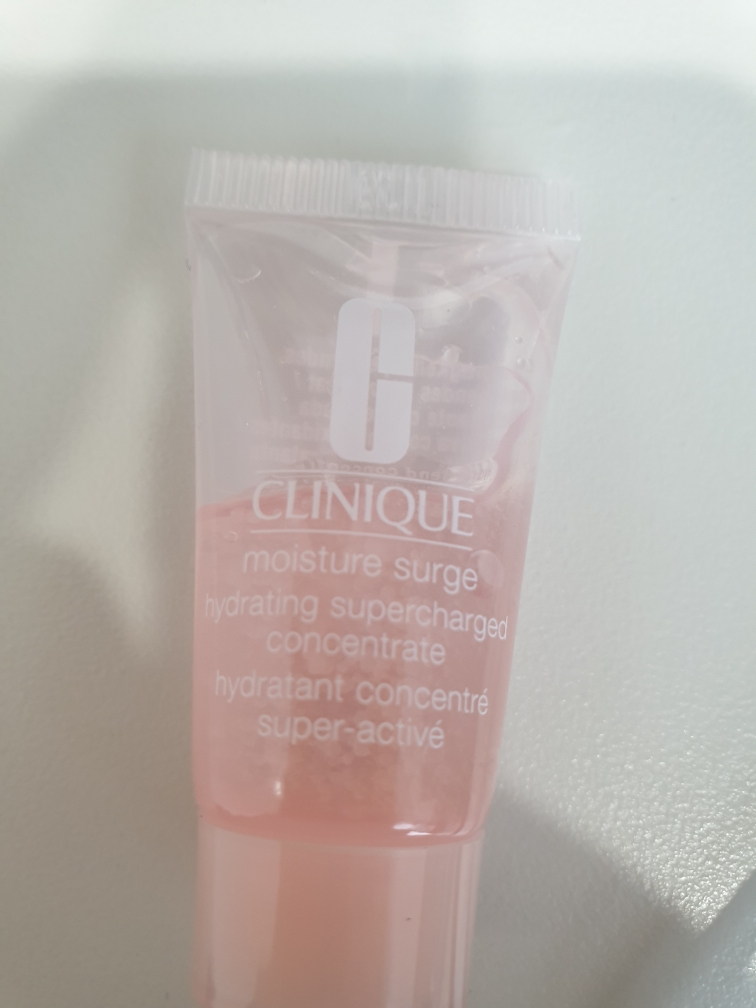 C
CLINIQUE
moisture surge
hydrating supercharged
concentrate
hydratant concentré
super-activé